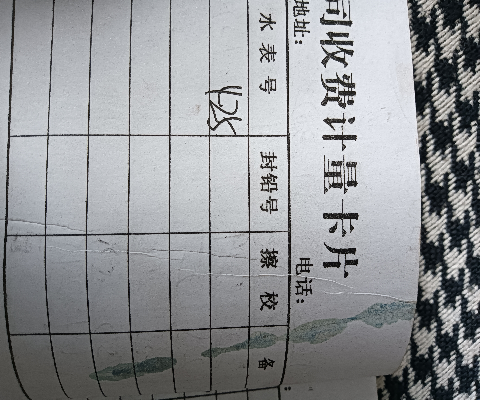 司收费计量卡片
地址: 电话:
水表号 封铅号 擦校 备
425